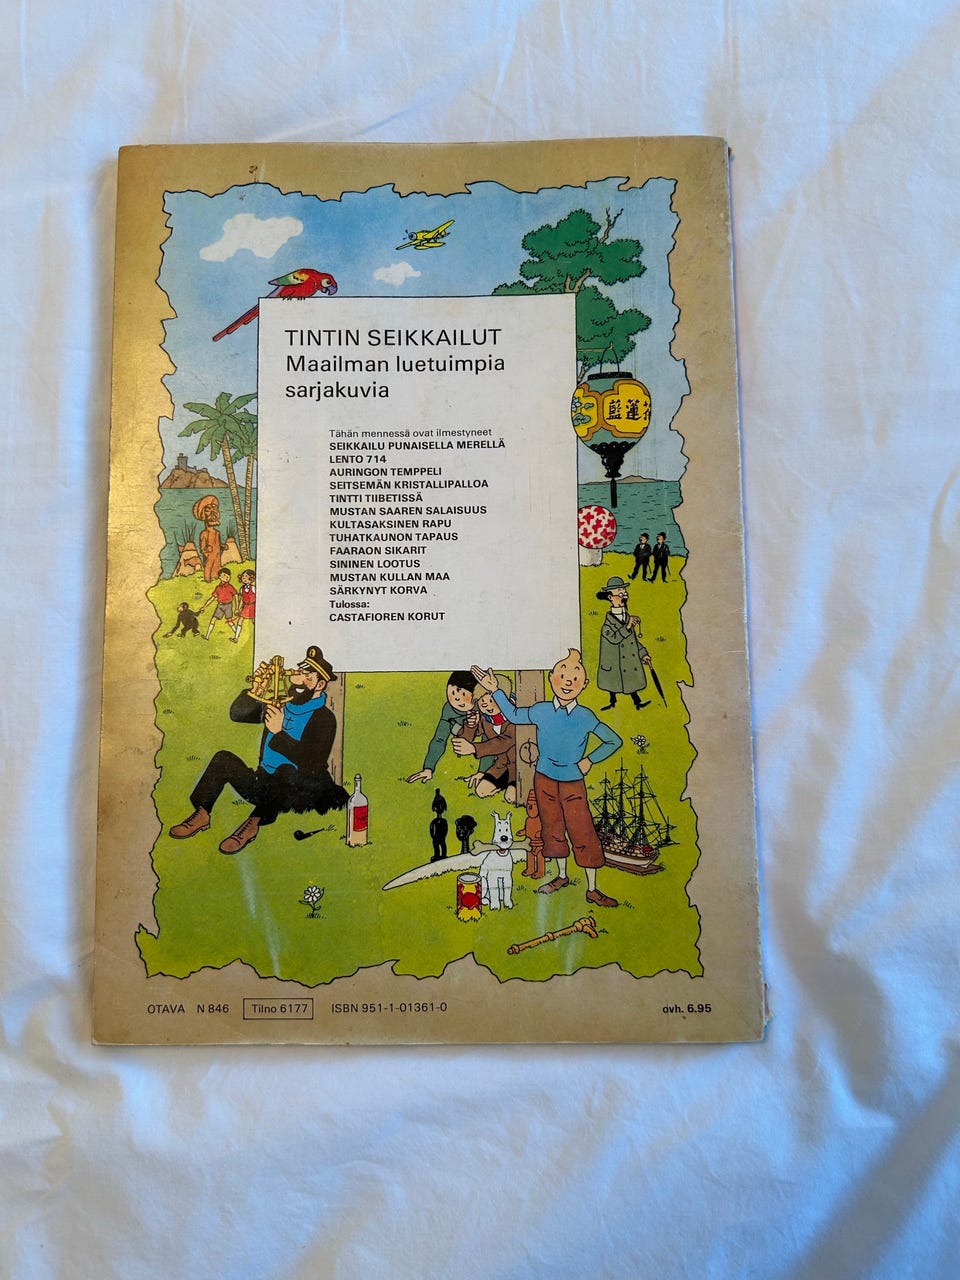 TINTIN SEIKKAILUT
Maailman luetuimpia
sarjakuvia
Tähän mennessä ovat ilmestyneet
SEIKKAILU PUNAISELLA MERELLÄ
LENTO 714
AURINGON TEMPPELI
SEITSEMÄN KRISTALLIPALLOA
TINTTI TIIBETISSÄ
MUSTAN SAAREN SALAISUUS
KULTASAKSINEN RAPU
TUHATKAUNON TAPAUS
FAARAON SIKARIT
SININEN LOOTUS
MUSTAN KULLAN MAA
SÄRKYNYT KORVA
Tulossa:
CASTAFIOREN KORUT
藍蓮
OTAVA N 846 Tilno 6177 ISBN 951-1-01361-0 ovh. 6.95